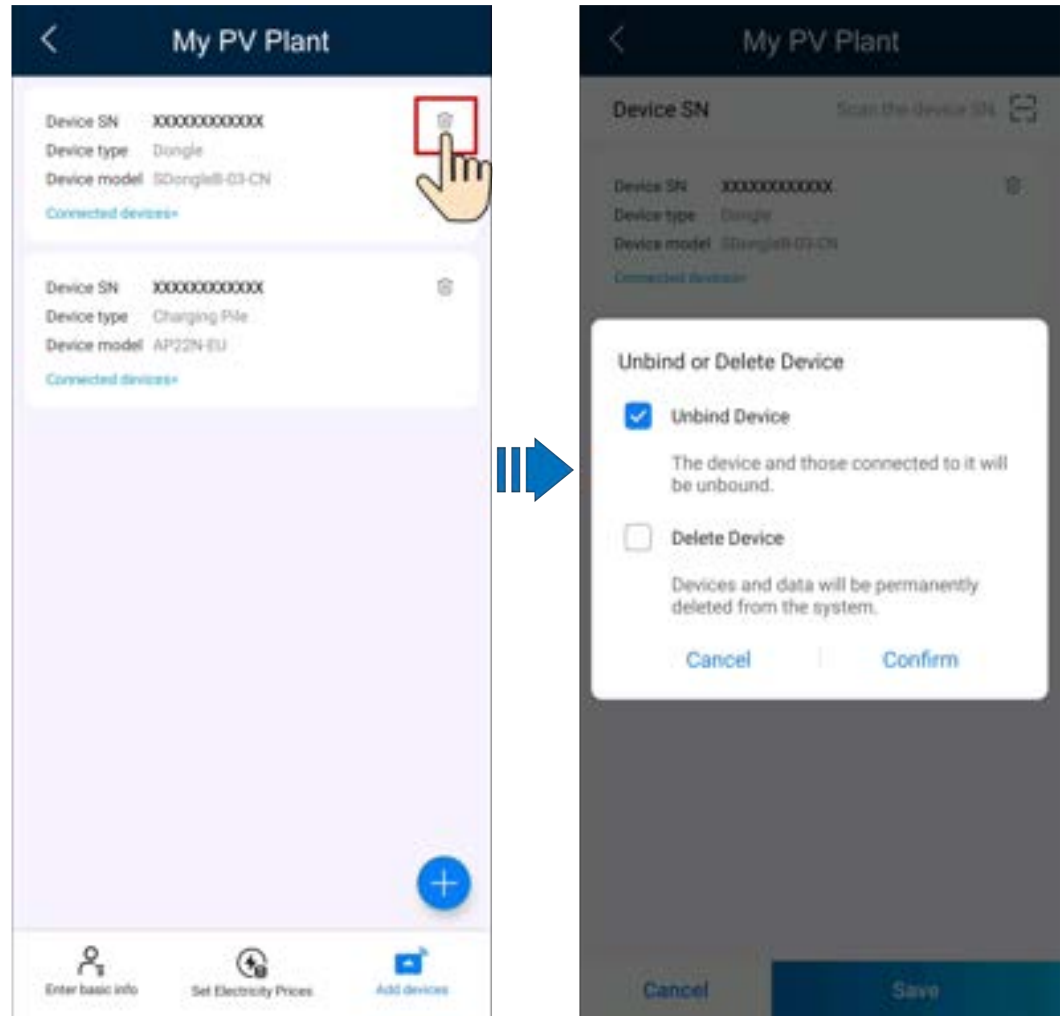 My PV Plant
Device SN XXXXXXXXXXXX
Device type Dongle
Device model SDongleB-03-CN
Connected devices
Device SN XXXXXXXXXXXX
Device type Charging Pile
Device model AP22N-EU
Connected devices
Enter basic info
Set Electricity Prices
Add devices
My PV Plant
Device SN Scan the device SN
Device SN XXXXXXXXXXXX
Device type Dongle
Device model SDongleB-03-CN
Connected devices
Unbind or Delete Device
Unbind Device
The device and those connected to it will
be unbound.
Delete Device
Devices and data will be permanently
deleted from the system.
Cancel Confirm
Cancel Save